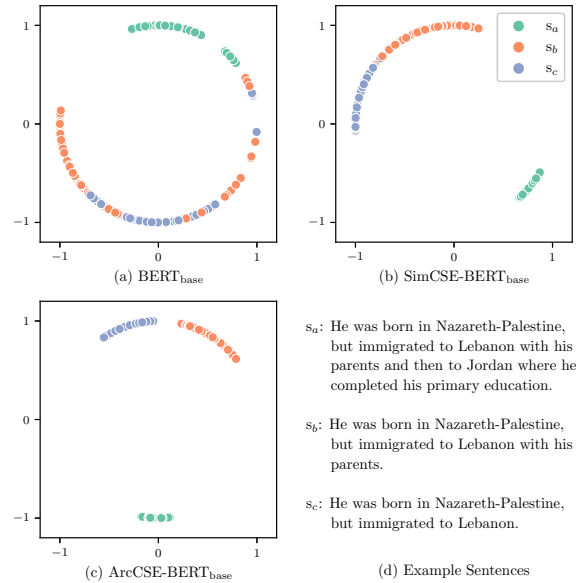 1
0
−1
−1
0
1
(a) BERTbase
1
0
−1
−1
0
1
sa
sb
sc
(b) SimCSE-BERTbase
1
0
−1
−1
0
1
(c) ArcCSE-BERTbase
sa: He was born in Nazareth-Palestine,
but immigrated to Lebanon with his
parents and then to Jordan where he
completed his primary education.
sb: He was born in Nazareth-Palestine,
but immigrated to Lebanon with his
parents.
sc: He was born in Nazareth-Palestine,
but immigrated to Lebanon.
(d) Example Sentences